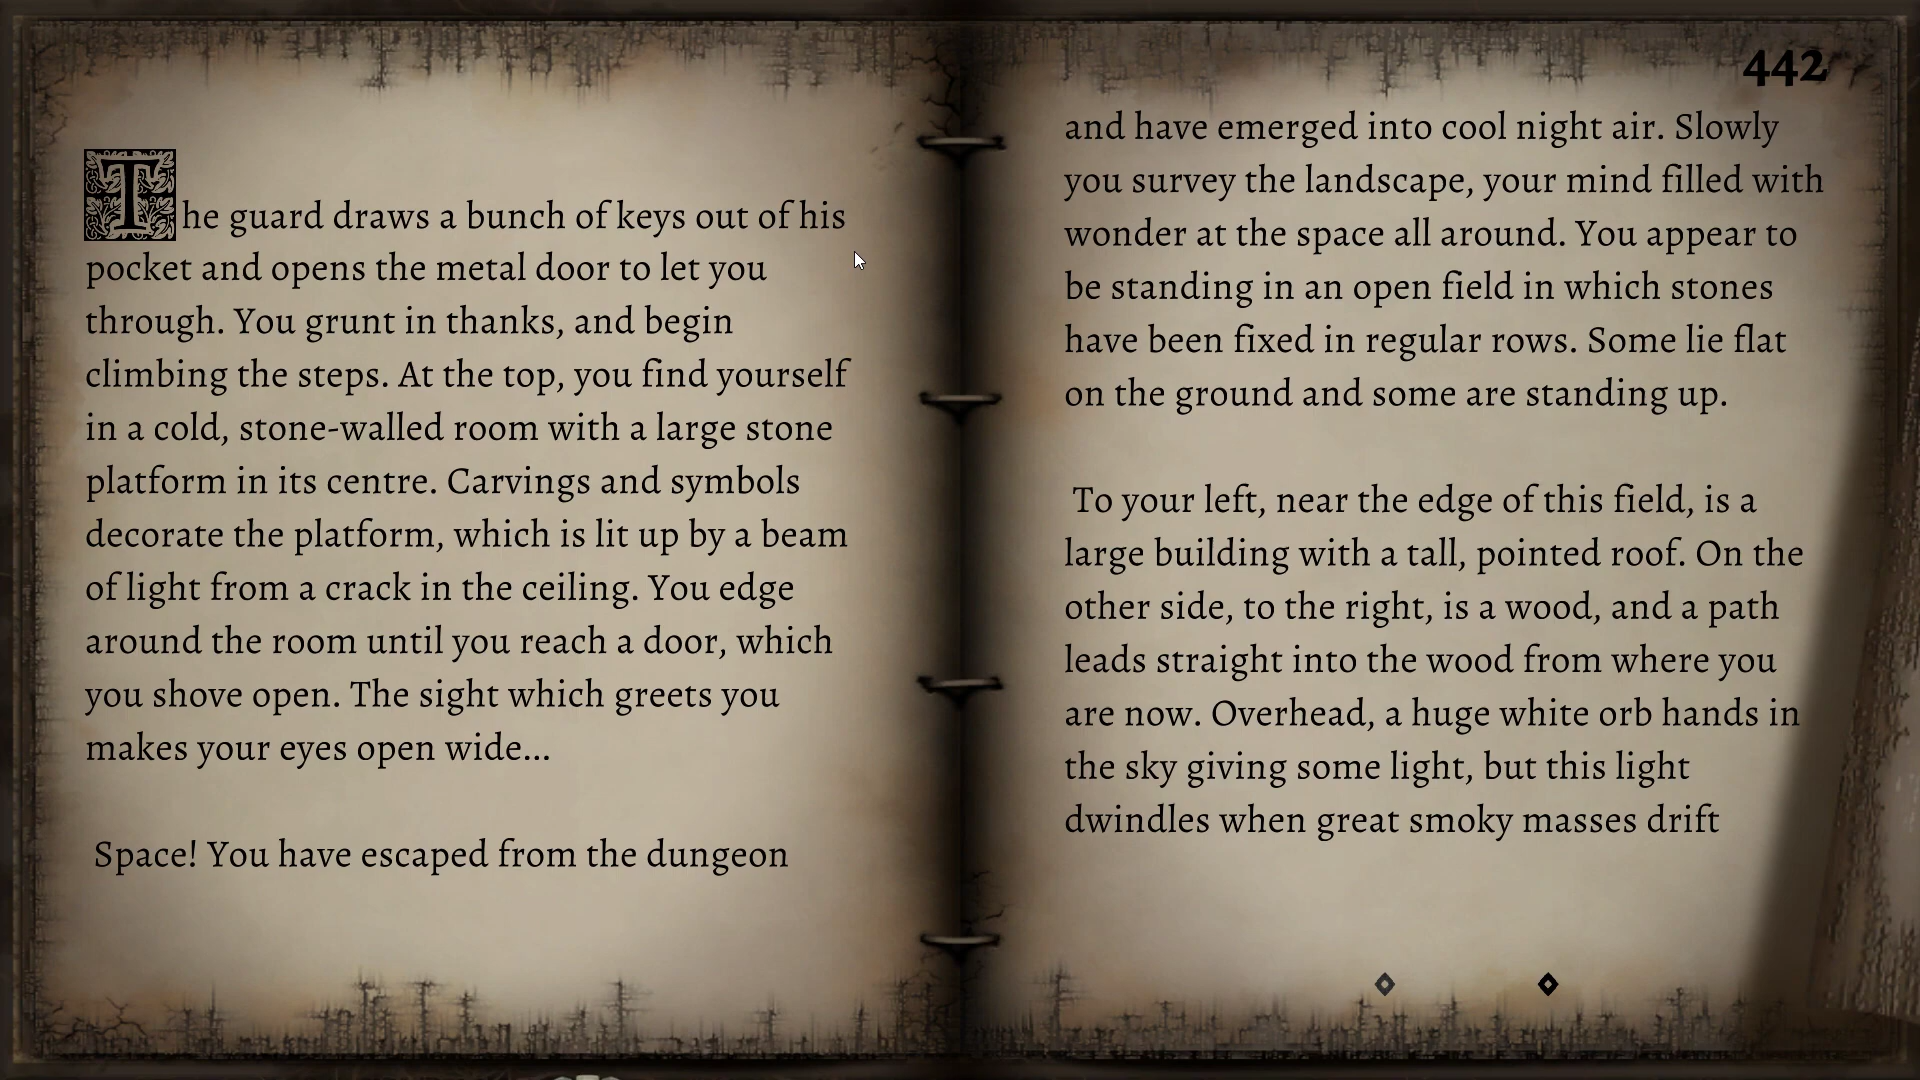 The guard draws a bunch of keys out of his
pocket and opens the metal door to let you
through. You grunt in thanks, and begin
climbing the steps. At the top, you find yourself
in a cold, stone-walled room with a large stone
platform in its centre. Carvings and symbols
decorate the platform, which is lit up by a beam
of light from a crack in the ceiling. You edge
around the room until you reach a door, which
you shove open. The sight which greets you
makes your eyes open wide...
Space! You have escaped from the dungeon
442
and have emerged into cool night air. Slowly
you survey the landscape, your mind filled with
wonder at the space all around. You appear to
be standing in an open field in which stones
have been fixed in regular rows. Some lie flat
on the ground and some are standing up.
To your left, near the edge of this field, is a
large building with a tall, pointed roof. On the
other side, to the right, is a wood, and a path
leads straight into the wood from where you
are now. Overhead, a huge white orb hands in
the sky giving some light, but this light
dwindles when great smoky masses drift